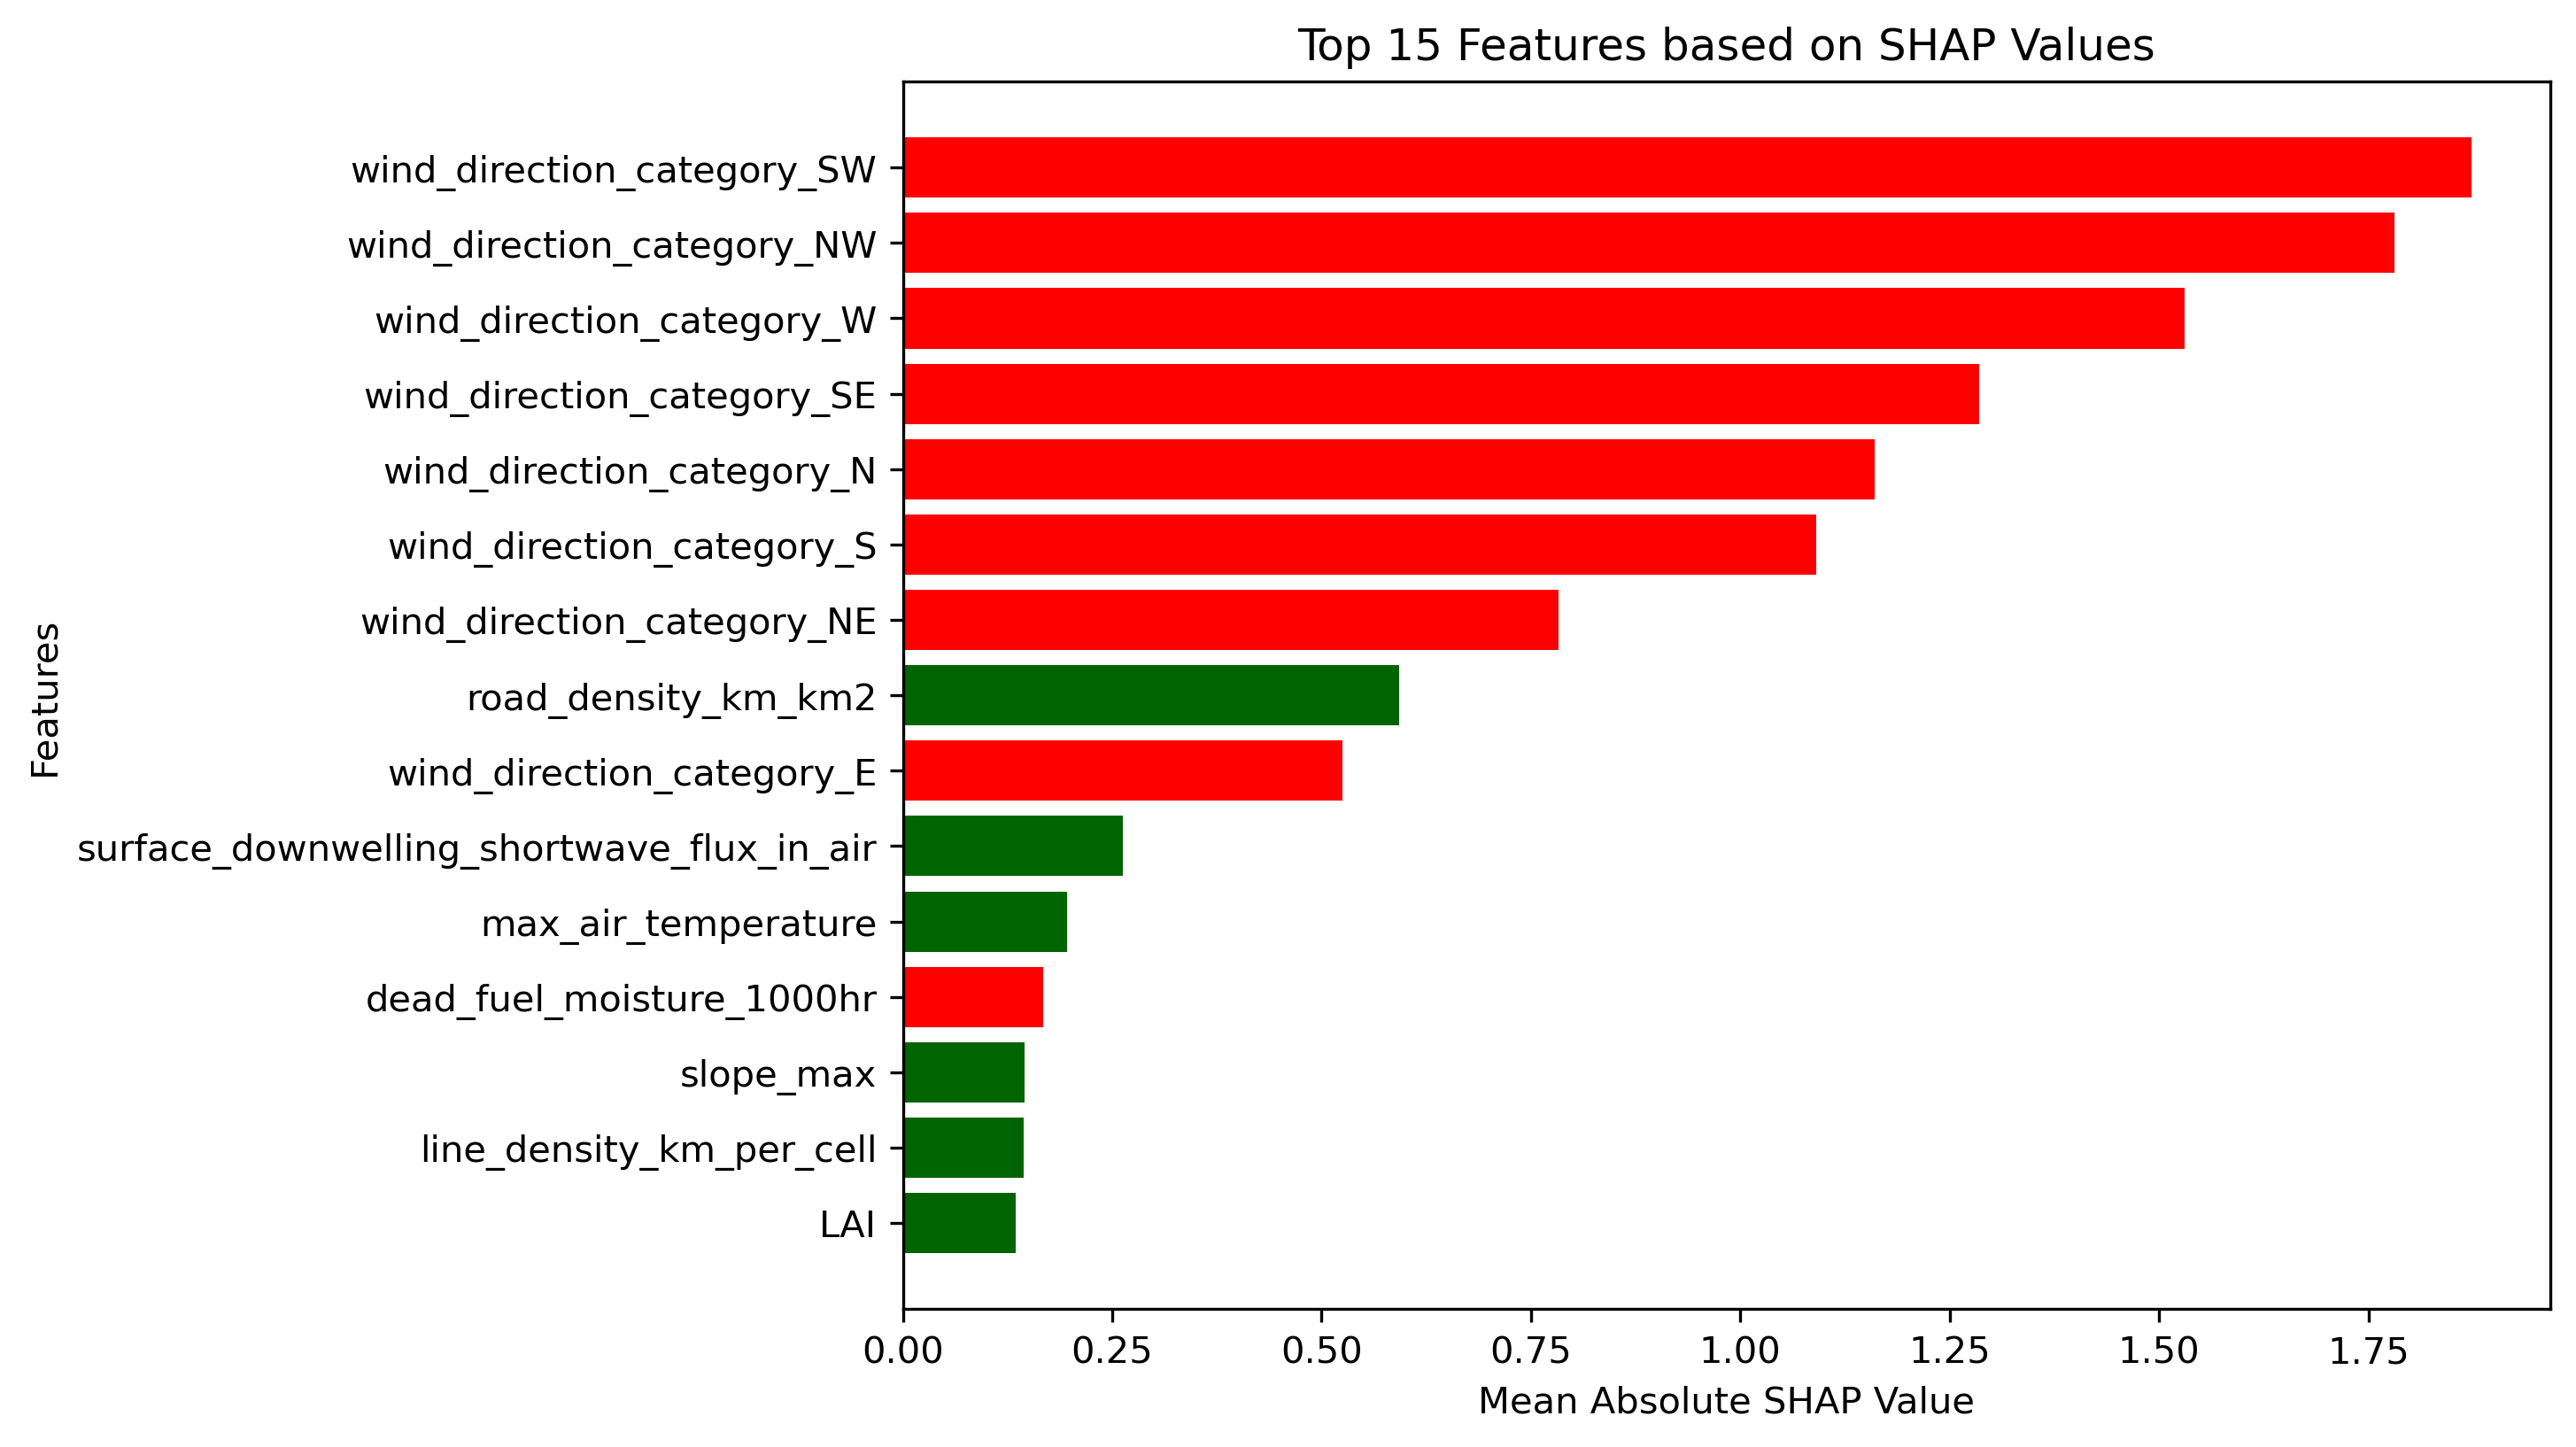 Top 15 Features based on SHAP Values
Features
wind_direction_category_SW
wind_direction_category_NW
wind_direction_category_W
wind_direction_category_SE
wind_direction_category_N
wind_direction_category_S
wind_direction_category_NE
road_density_km_km2
wind_direction_category_E
surface_downwelling_shortwave_flux_in_air
max_air_temperature
dead_fuel_moisture_1000hr
slope_max
line_density_km_per_cell
LAI
0.00 0.25 0.50 0.75 1.00 1.25 1.50 1.75
Mean Absolute SHAP Value